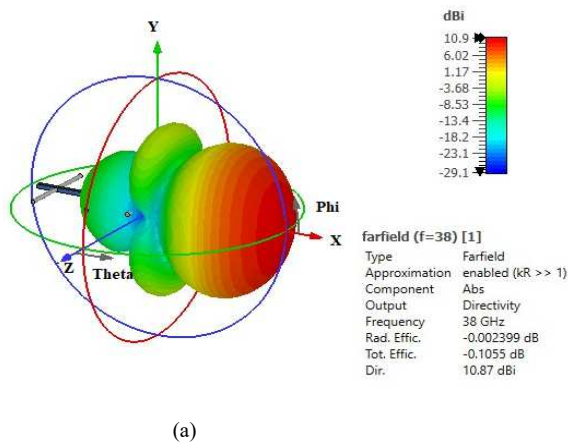 dBi
10.9
6.02
1.17
-3.68
-8.53
-13.4
-18.2
-23.1
-29.1
Y
Phi
X
Z
Theta
farfield (f=38) [1]
Type Farfield
Approximation enabled (kR >> 1)
Component Abs
Output Directivity
Frequency 38 GHz
Rad. Effic. -0.002399 dB
Tot. Effic. -0.1055 dB
Dir. 10.87 dBi
(a)